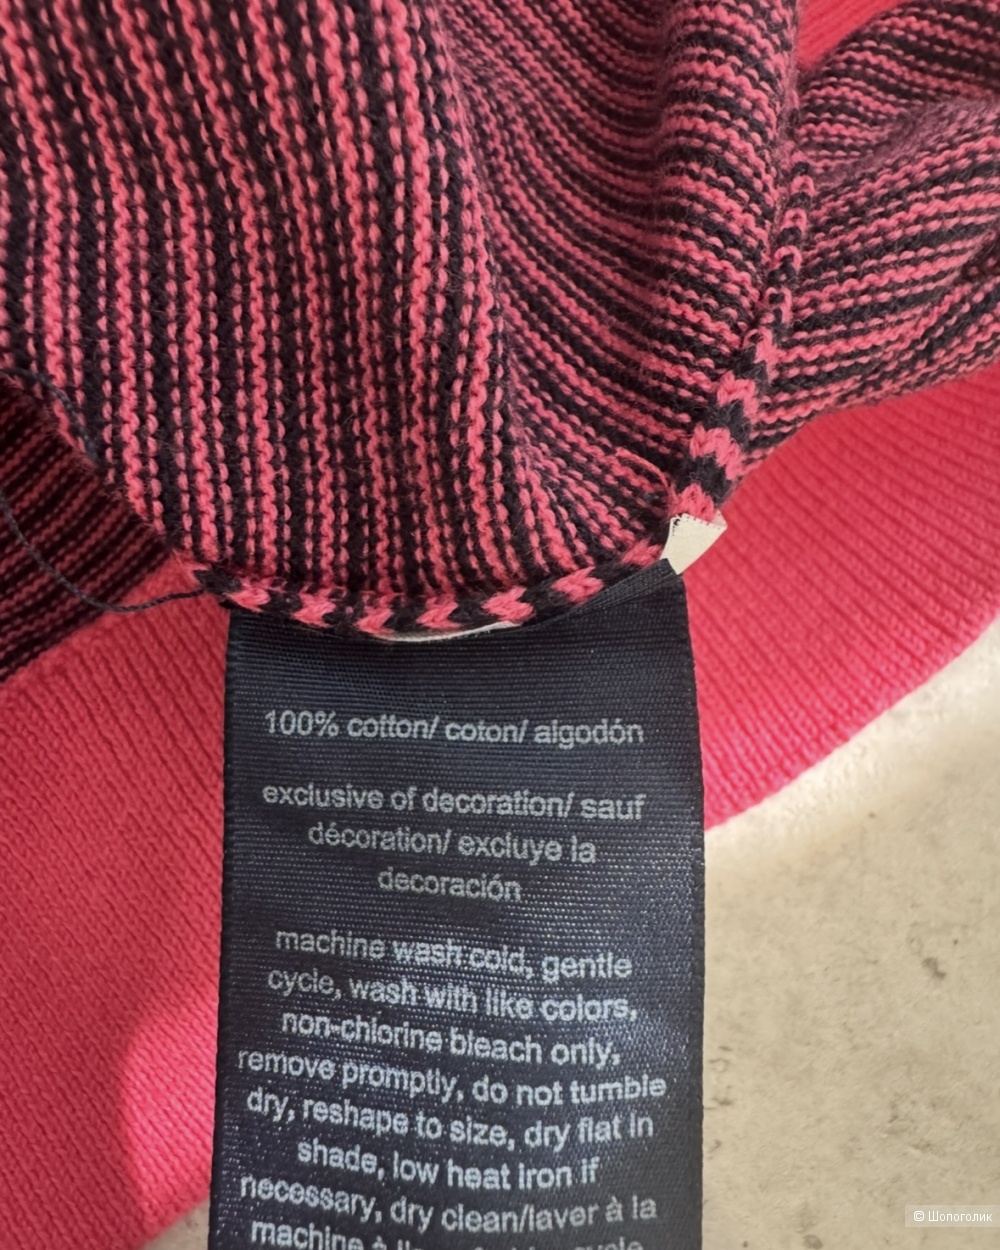 100% cotton/ coton/ algodón
exclusive of decoration/ sauf
décoration/ excluye la
decoración
machine wash cold, gentle
cycle, wash with like colors,
non-chlorine bleach only,
remove promptly, do not tumble
dry, reshape to size, dry flat in
shade, low heat iron if
necessary, dry clean/laver à la
machine à
© Шопоголик